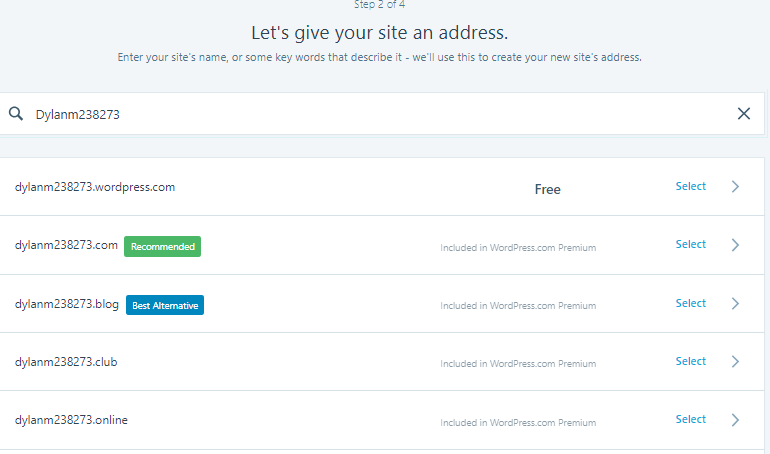 Step 2 of 4
Let's give your site an address.
Enter your site's name, or some key words that describe it - we'll use this to create your new site's address.
Dylanm238273
dylanm238273.wordpress.com Free Select
dylanm238273.com Recommended Included in WordPress.com Premium Select
dylanm238273.blog Best Alternative Included in WordPress.com Premium Select
dylanm238273.club Included in WordPress.com Premium Select
dylanm238273.online Included in WordPress.com Premium Select